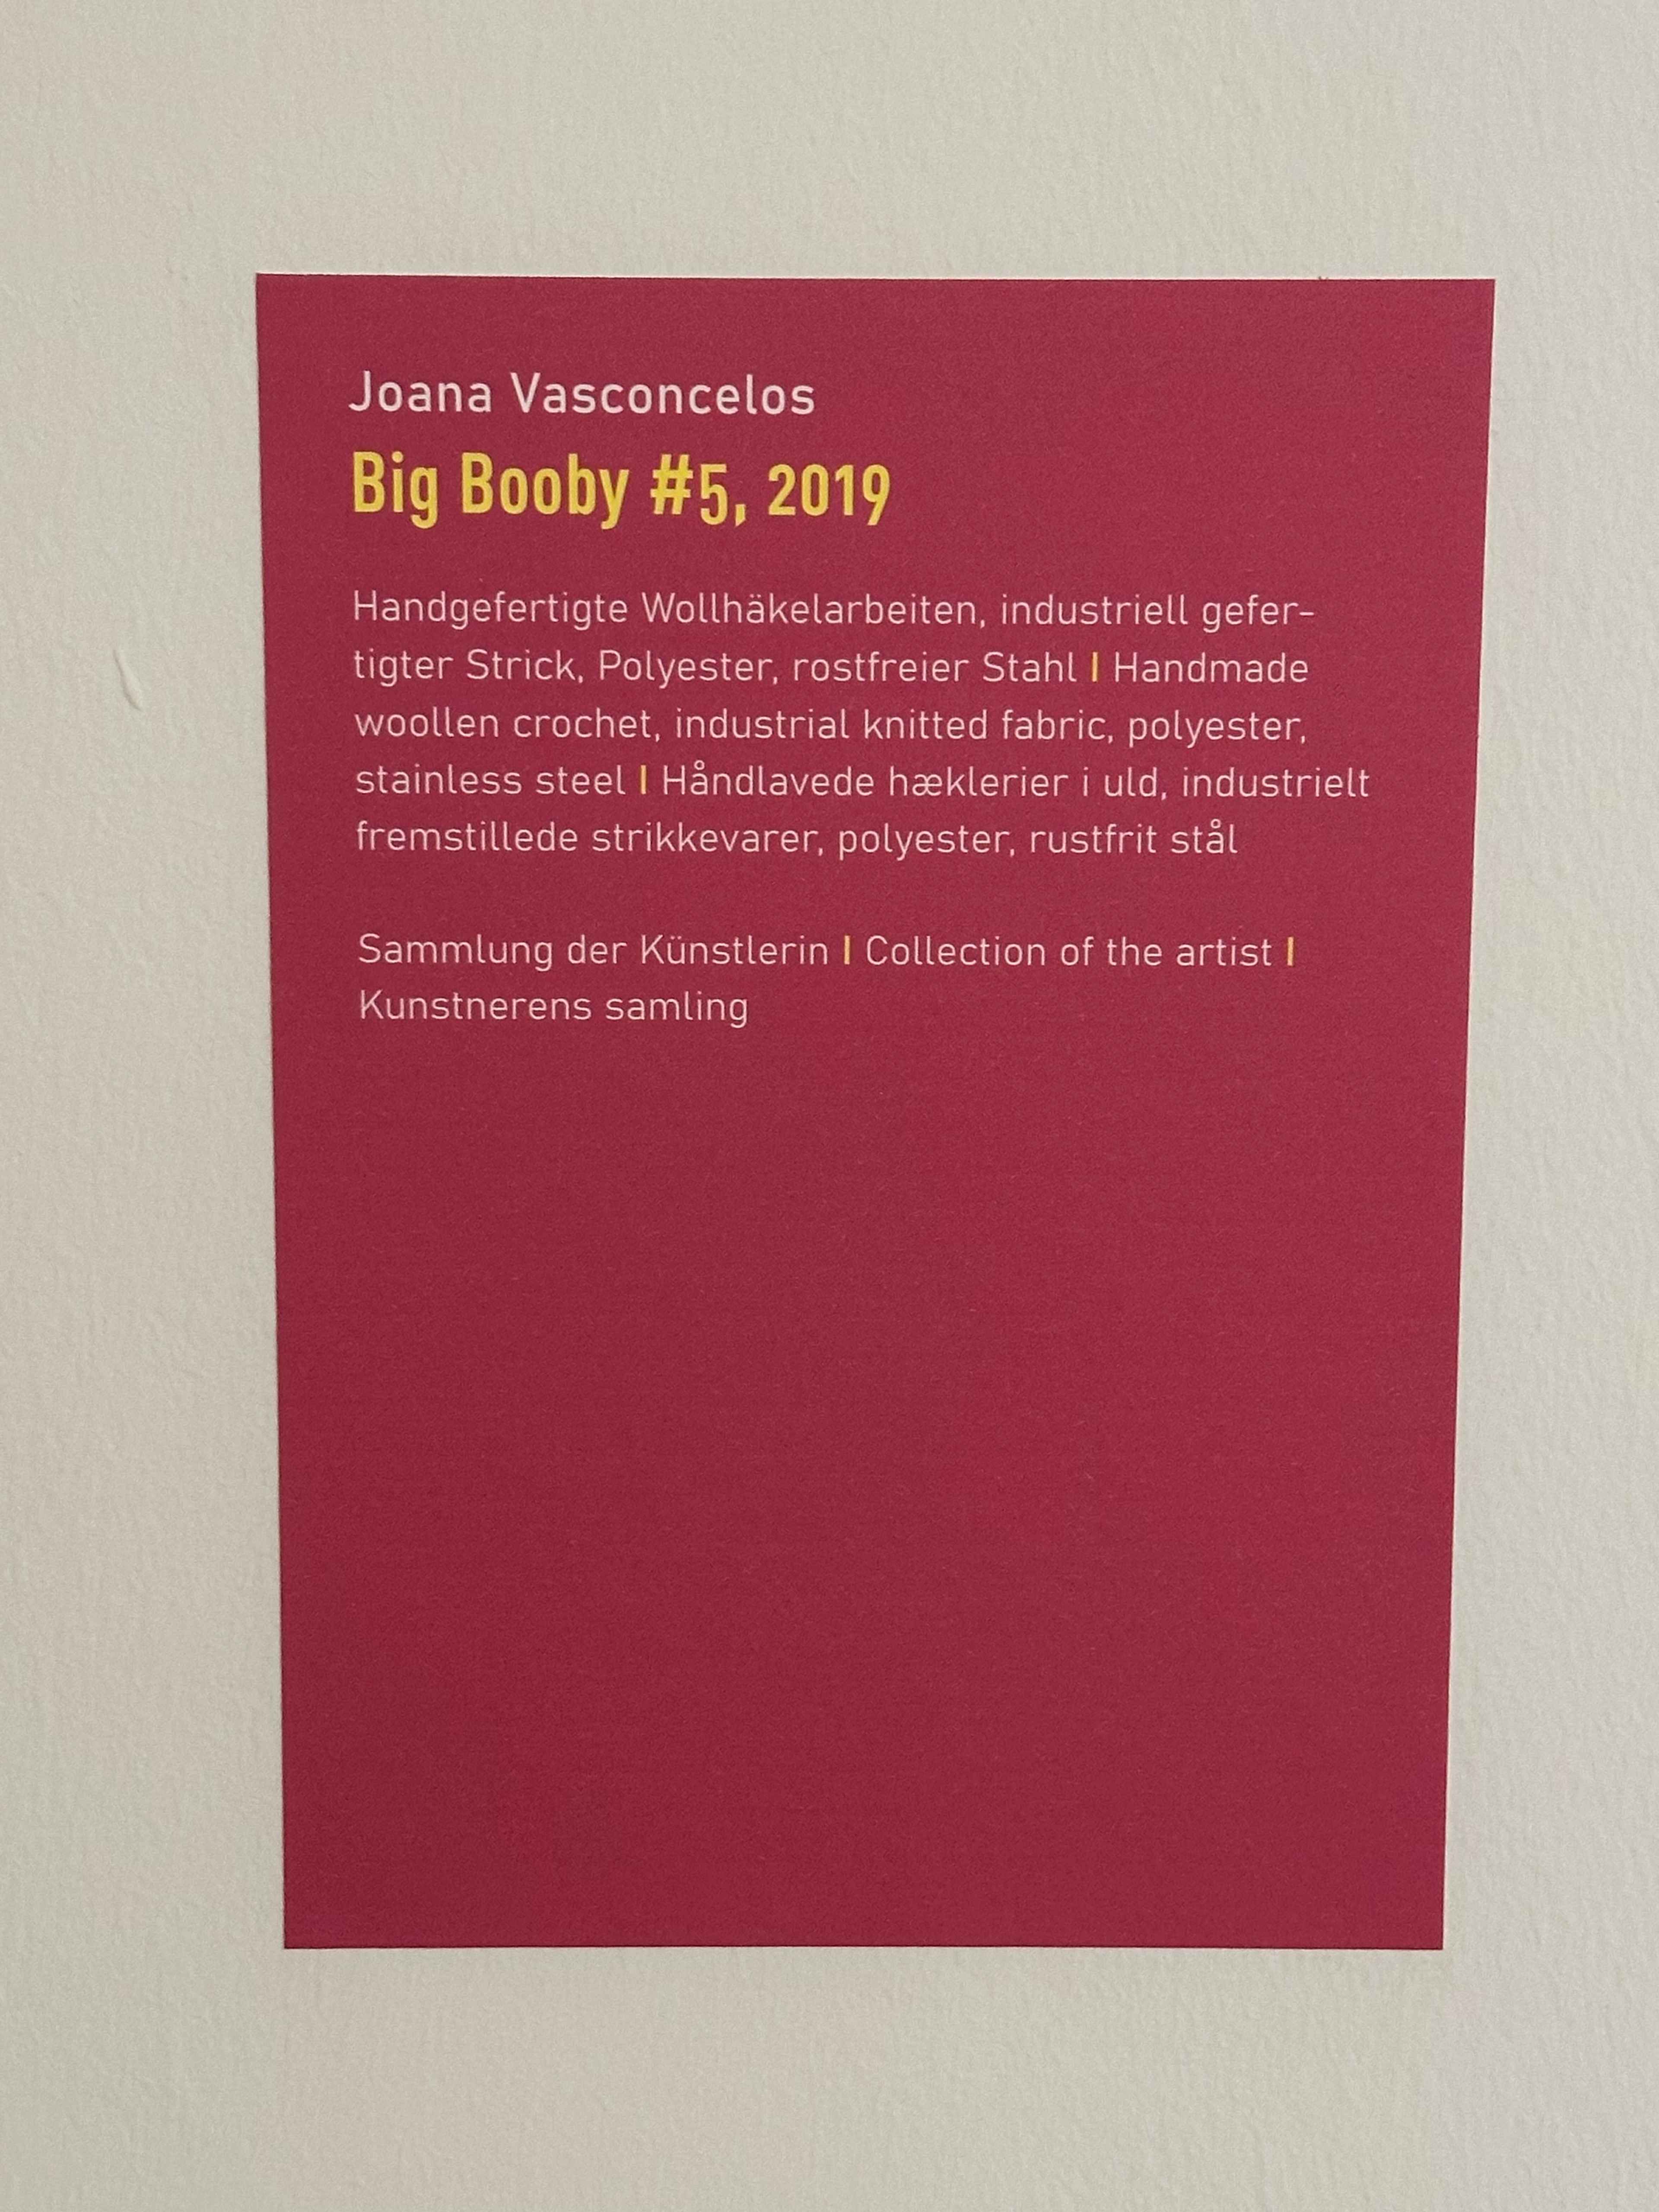 Joana Vasconcelos
Big Booby #5, 2019
Handgefertigte Wollhäkelarbeiten, industriell gefer-
tigter Strick, Polyester, rostfreier Stahl | Handmade
woollen crochet, industrial knitted fabric, polyester,
stainless steel | Håndlavede hæklerier i uld, industrielt
fremstillede strikkevarer, polyester, rustfrit stål
Sammlung der Künstlerin | Collection of the artist |
Kunstnerens samling